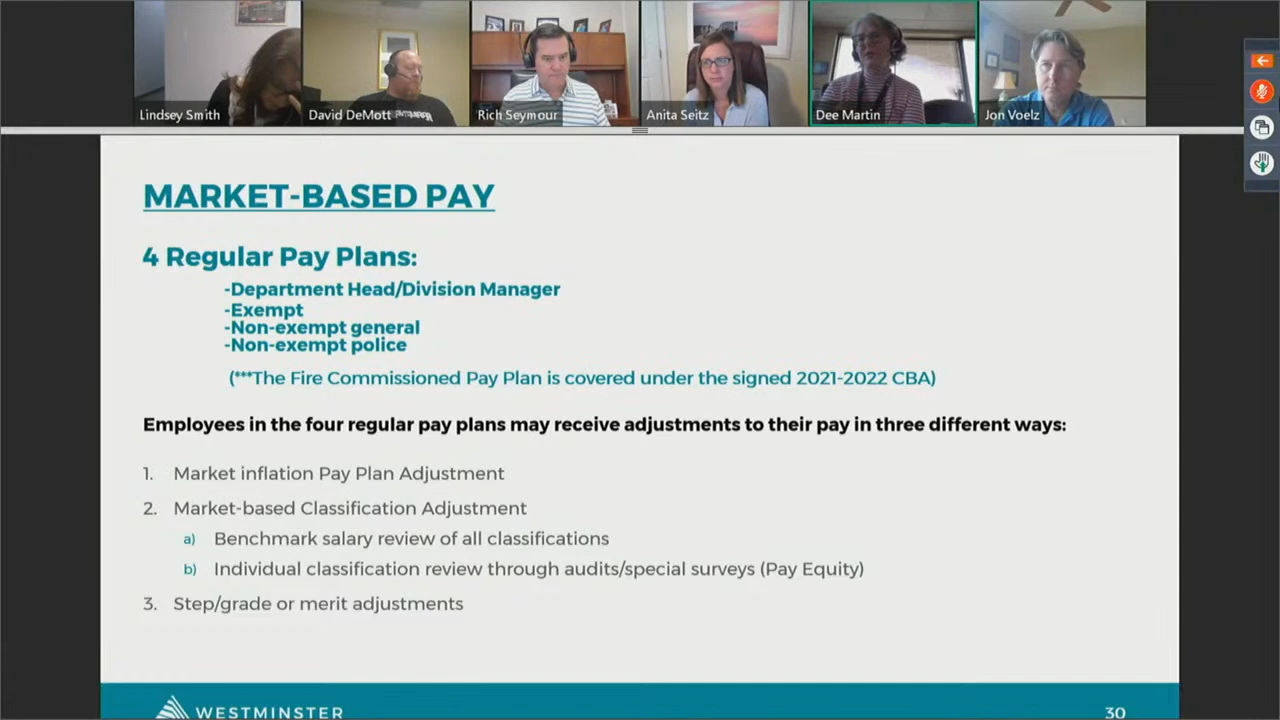 Lindsey Smith
David DeMott
Rich Seymour
Anita Seitz
Dee Martin
Jon Voelz
MARKET-BASED PAY
4 Regular Pay Plans:
-Department Head/Division Manager
-Exempt
-Non-exempt general
-Non-exempt police
(***The Fire Commissioned Pay Plan is covered under the signed 2021-2022 CBA)
Employees in the four regular pay plans may receive adjustments to their pay in three different ways:
1. Market inflation Pay Plan Adjustment
2. Market-based Classification Adjustment
a) Benchmark salary review of all classifications
b) Individual classification review through audits/special surveys (Pay Equity)
3. Step/grade or merit adjustments
WESTMINSTER
30